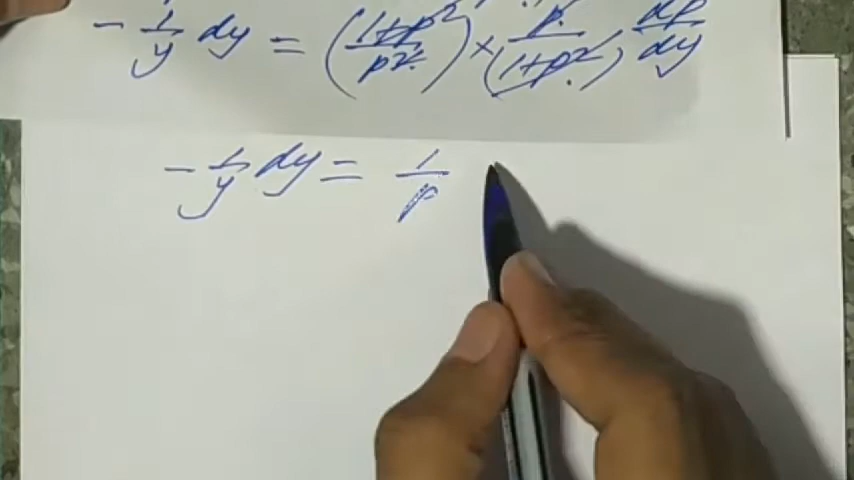 - 1/y dy = (1+p²/p²) × p/(1+p²) dp/dy
- 1/y dy = 1/p